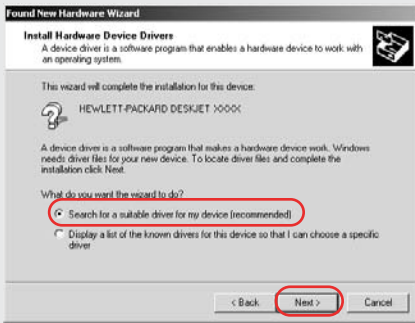 Found New Hardware Wizard
Install Hardware Device Drivers
A device driver is a software program that enables a hardware device to work with
an operating system.
This wizard will complete the installation for this device:
HEWLETT-PACKARD DESKJET XXXX
A device driver is a software program that makes a hardware device work. Windows
needs driver files for your new device. To locate driver files and complete the
installation click Next.
What do you want the wizard to do?
Search for a suitable driver for my device (recommended)
Display a list of the known drivers for this device so that I can choose a specific
driver
< Back Next > Cancel